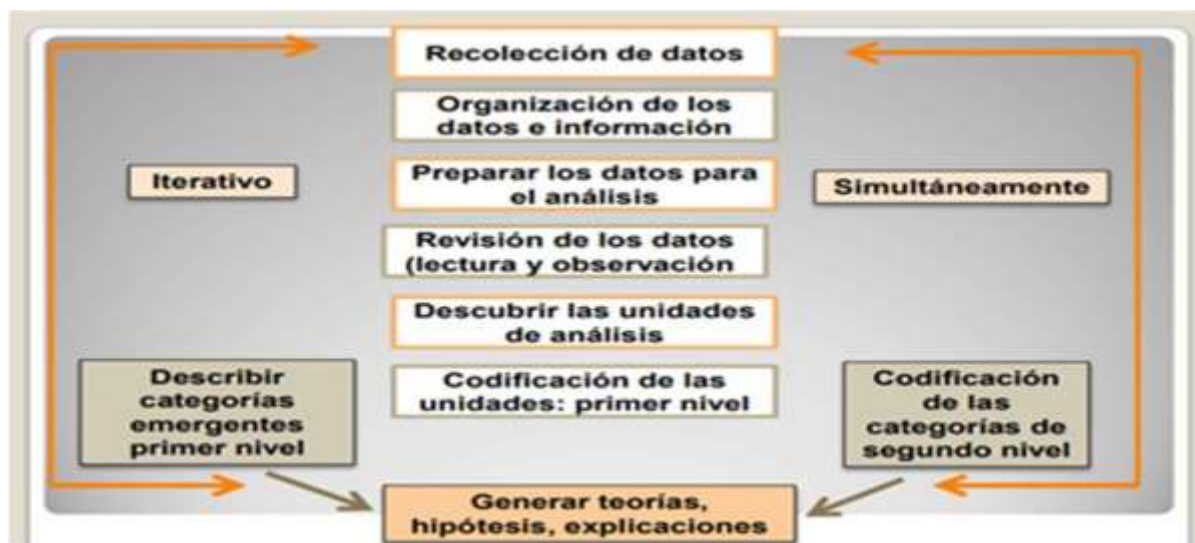 Recolección de datos
Organización de los
datos e información
Iterativo
Preparar los datos para
el análisis
Simultáneamente
Revisión de los datos
(lectura y observación
Descubrir las unidades
de análisis
Describir
categorías
emergentes
primer nivel
Codificación de las
unidades: primer nivel
Codificación
de las
categorías de
segundo nivel
Generar teorías,
hipótesis, explicaciones